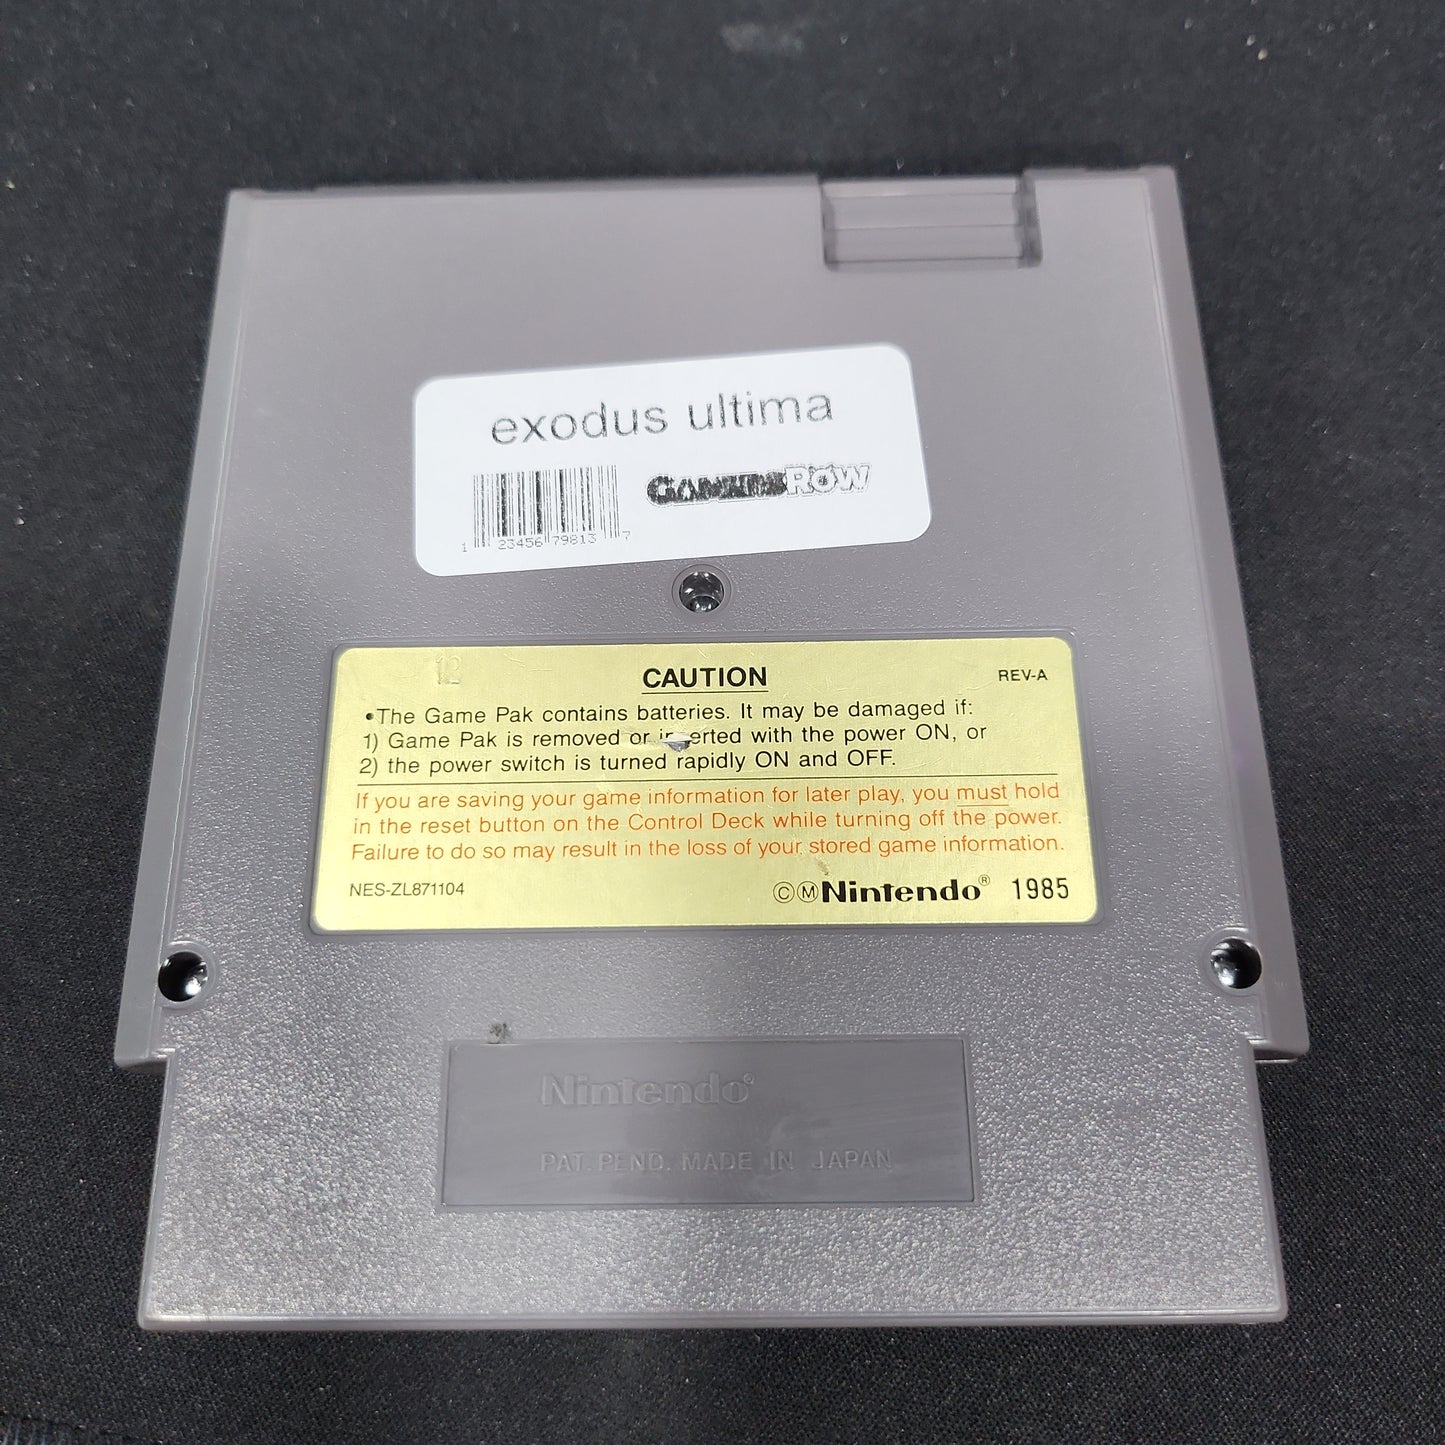 exodus ultima
GAMERS ROW
1 23456 79813 7
12
CAUTION
REV-A
•The Game Pak contains batteries. It may be damaged if:
1) Game Pak is removed or inserted with the power ON, or
2) the power switch is turned rapidly ON and OFF.
If you are saving your game information for later play, you must hold
in the reset button on the Control Deck while turning off the power.
Failure to do so may result in the loss of your stored game information.
NES-ZL871104
©Ⓜ Nintendo® 1985
Nintendo®
PAT. PEND. MADE IN JAPAN